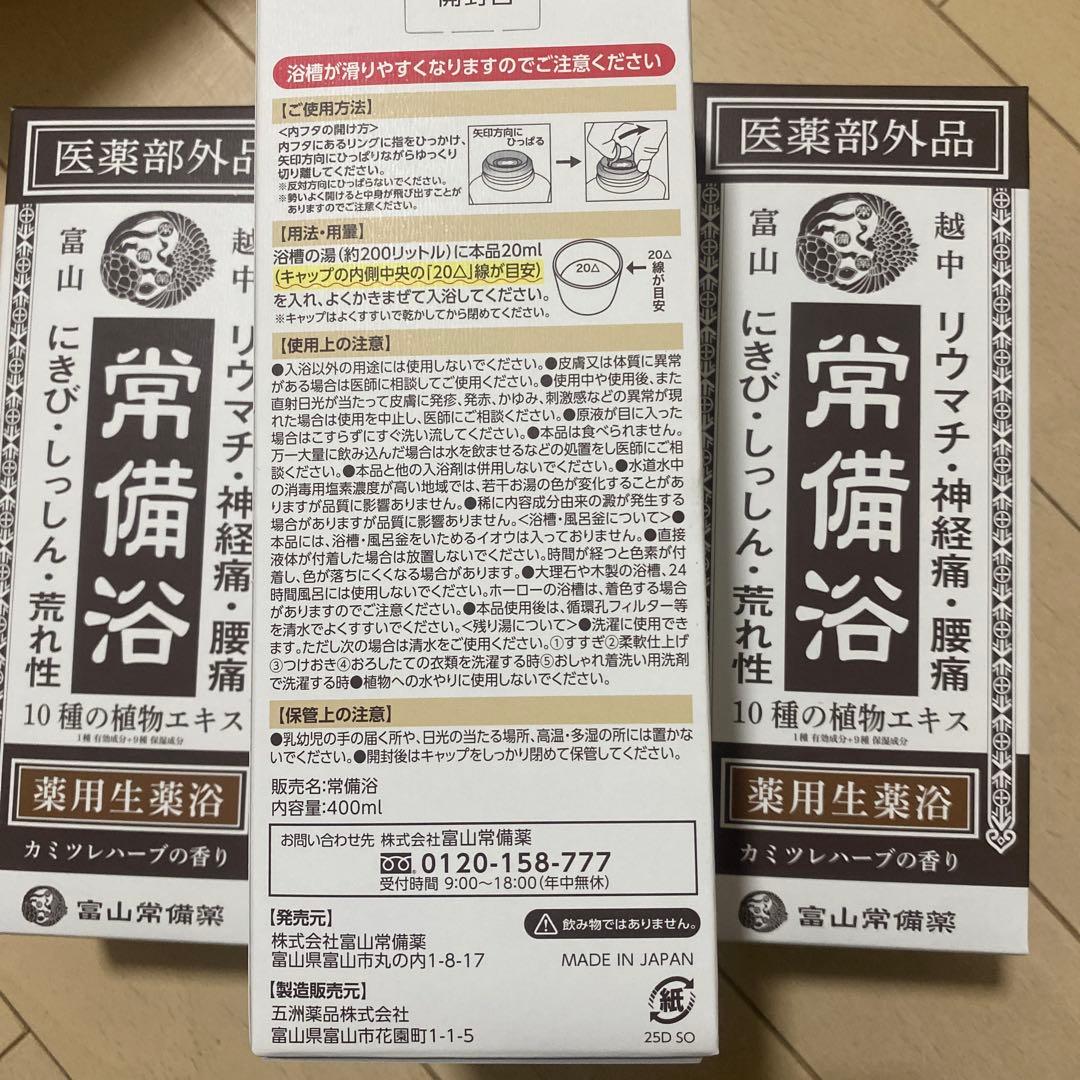 開封口
浴槽が滑りやすくなりますのでご注意ください
【ご使用方法】
<内フタの開け方>
内フタにあるリングに指をひっかけ、
矢印方向にひっぱりながらゆっくり
切り離してください。
※反対方向にひっぱらないでください。
※勢いよく開けると中身が飛び出すことが
ありますのでご注意ください。
矢印方向に
ひっぱる
【用法・用量】
浴槽の湯(約200リットル)に本品20ml
(キャップの内側中央の「20△」線が目安)
を入れ、よくかきまぜて入浴してください。
※キャップはよくすすいで乾かしてから閉めてください。
20△
20△
線が目安
【使用上の注意】
●入浴以外の用途には使用しないでください。●皮膚又は体質に異常
がある場合は医師に相談してご使用ください。●使用中や使用後、また
直射日光が当たって皮膚に発疹、発赤、かゆみ、刺激感などの異常が現
れた場合は使用を中止し、医師にご相談ください。●原液が目に入った
場合はこすらずにすぐ洗い流してください。●本品は食べられません。
万一大量に飲み込んだ場合は水を飲ませるなどの処置をし医師にご相
談ください。●本品と他の入浴剤は併用しないでください。●水道水中
の消毒用塩素濃度が高い地域では、若干お湯の色が変化することがあ
りますが品質に影響ありません。●稀に内容成分由来の澱が発生する
場合がありますが品質に影響ありません。<浴槽・風呂釜について>●
本品には、浴槽・風呂釜をいためるイオウは入っておりません。●直接
液体が付着した場合は放置しないでください。時間が経つと色素が付
着し、色が落ちにくくなる場合があります。●大理石や木製の浴槽、24
時間風呂には使用しないでください。ホーローの浴槽は、着色する場合
がありますのでご注意ください。●本品使用後は、循環孔フィルター等
を清水でよくすすいでください。<残り湯について>●洗濯に使用でき
ます。ただし次の場合は清水をご使用ください。①すすぎ②柔軟仕上げ
③つけおき④おろしたての衣類を洗濯する時⑤おしゃれ着洗い用洗剤
で洗濯する時●植物への水やりに使用しないでください。
【保管上の注意】
●乳幼児の手の届く所や、日光の当たる場所、高温・多湿の所には置かな
いでください。●開封後はキャップをしっかり閉めて保管してください。
販売名:常備浴
内容量:400ml
お問い合わせ先 株式会社富山常備薬
0120-158-777
受付時間 9:00〜18:00(年中無休)
【発売元】
株式会社富山常備薬
富山県富山市丸の内1-8-17
【製造販売元】
五洲薬品株式会社
富山県富山市花園町1-1-5
飲み物ではありません。
MADE IN JAPAN
紙
25D SO
医薬部外品
越中
富山
リウマチ・神経痛・腰痛
常備浴
にきび・しっしん・荒れ性
10種の植物エキス
1種 有効成分+9種 保湿成分
薬用生薬浴
カミツレハーブの香り
富山常備薬
医薬部外品
越中
富山
常備
リウマチ・神経痛・腰痛
常備浴
にきび・しっしん・荒れ性
10種の植物エキス
1種 有効成分+9種 保湿成分
薬用生薬浴
カミツレハーブの香り
富山常備薬